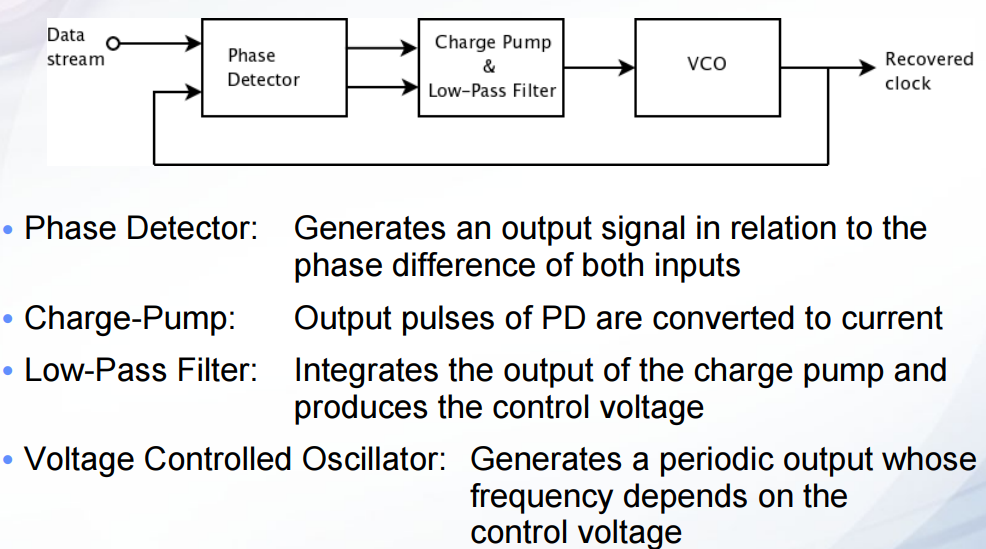 Data
stream
Phase
Detector
Charge Pump
&
Low-Pass Filter
VCO
Recovered
clock
• Phase Detector: Generates an output signal in relation to the
phase difference of both inputs
• Charge-Pump: Output pulses of PD are converted to current
• Low-Pass Filter: Integrates the output of the charge pump and
produces the control voltage
• Voltage Controlled Oscillator: Generates a periodic output whose
frequency depends on the
control voltage